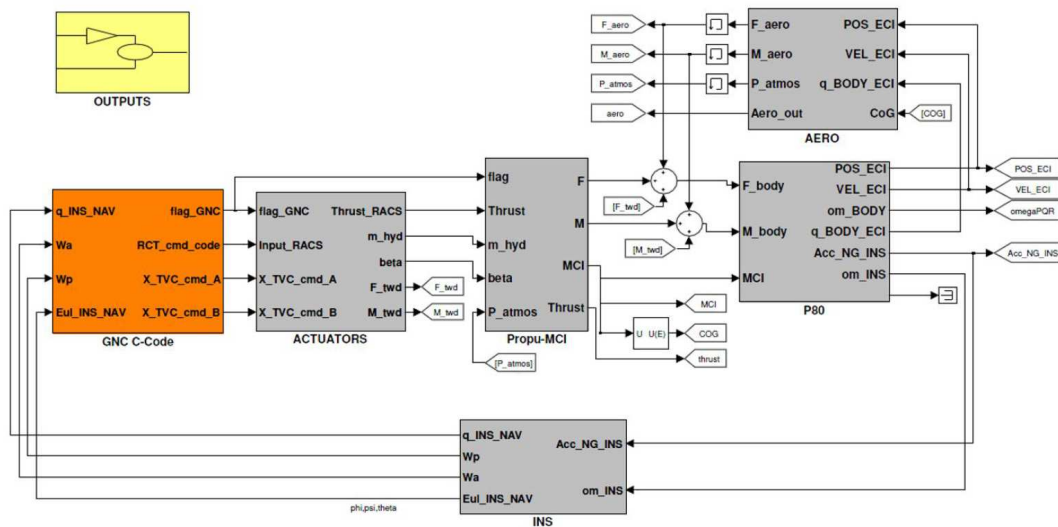 OUTPUTS
F_aero
M_aero
P_atmos
aero
F_aero
M_aero
P_atmos
Aero_out
POS_ECI
VEL_ECI
q_BODY_ECI
CoG
[COG]
AERO
q_INS_NAV
Wa
Wp
Eul_INS_NAV
flag_GNC
RCT_cmd_code
X_TVC_cmd_A
X_TVC_cmd_B
GNC C-Code
flag_GNC
Input_RACS
X_TVC_cmd_A
X_TVC_cmd_B
Thrust_RACS
m_hyd
beta
F_twd
M_twd
ACTUATORS
F_twd
M_twd
flag
Thrust
m_hyd
beta
P_atmos
F
M
MCI
Thrust
Propu-MCI
[P_atmos]
[F_twd]
[M_twd]
MCI
U U(E)
COG
thrust
F_body
M_body
MCI
POS_ECI
VEL_ECI
om_BODY
q_BODY_ECI
Acc_NG_INS
om_INS
P80
POS_ECI
VEL_ECI
omegaPQR
Acc_NG_INS
q_INS_NAV
Wp
Wa
Eul_INS_NAV
Acc_NG_INS
om_INS
INS
phi,psi,theta